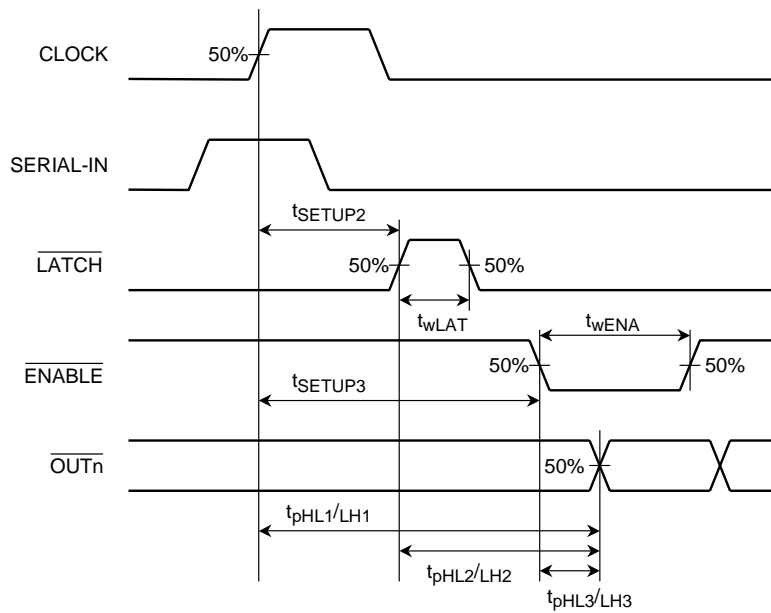 CLOCK
50%
SERIAL-IN
tSETUP2
LATCH
50%
50%
twLAT
twENA
ENABLE
50%
50%
tSETUP3
OUTn
50%
tpHL1/LH1
tpHL2/LH2
tpHL3/LH3